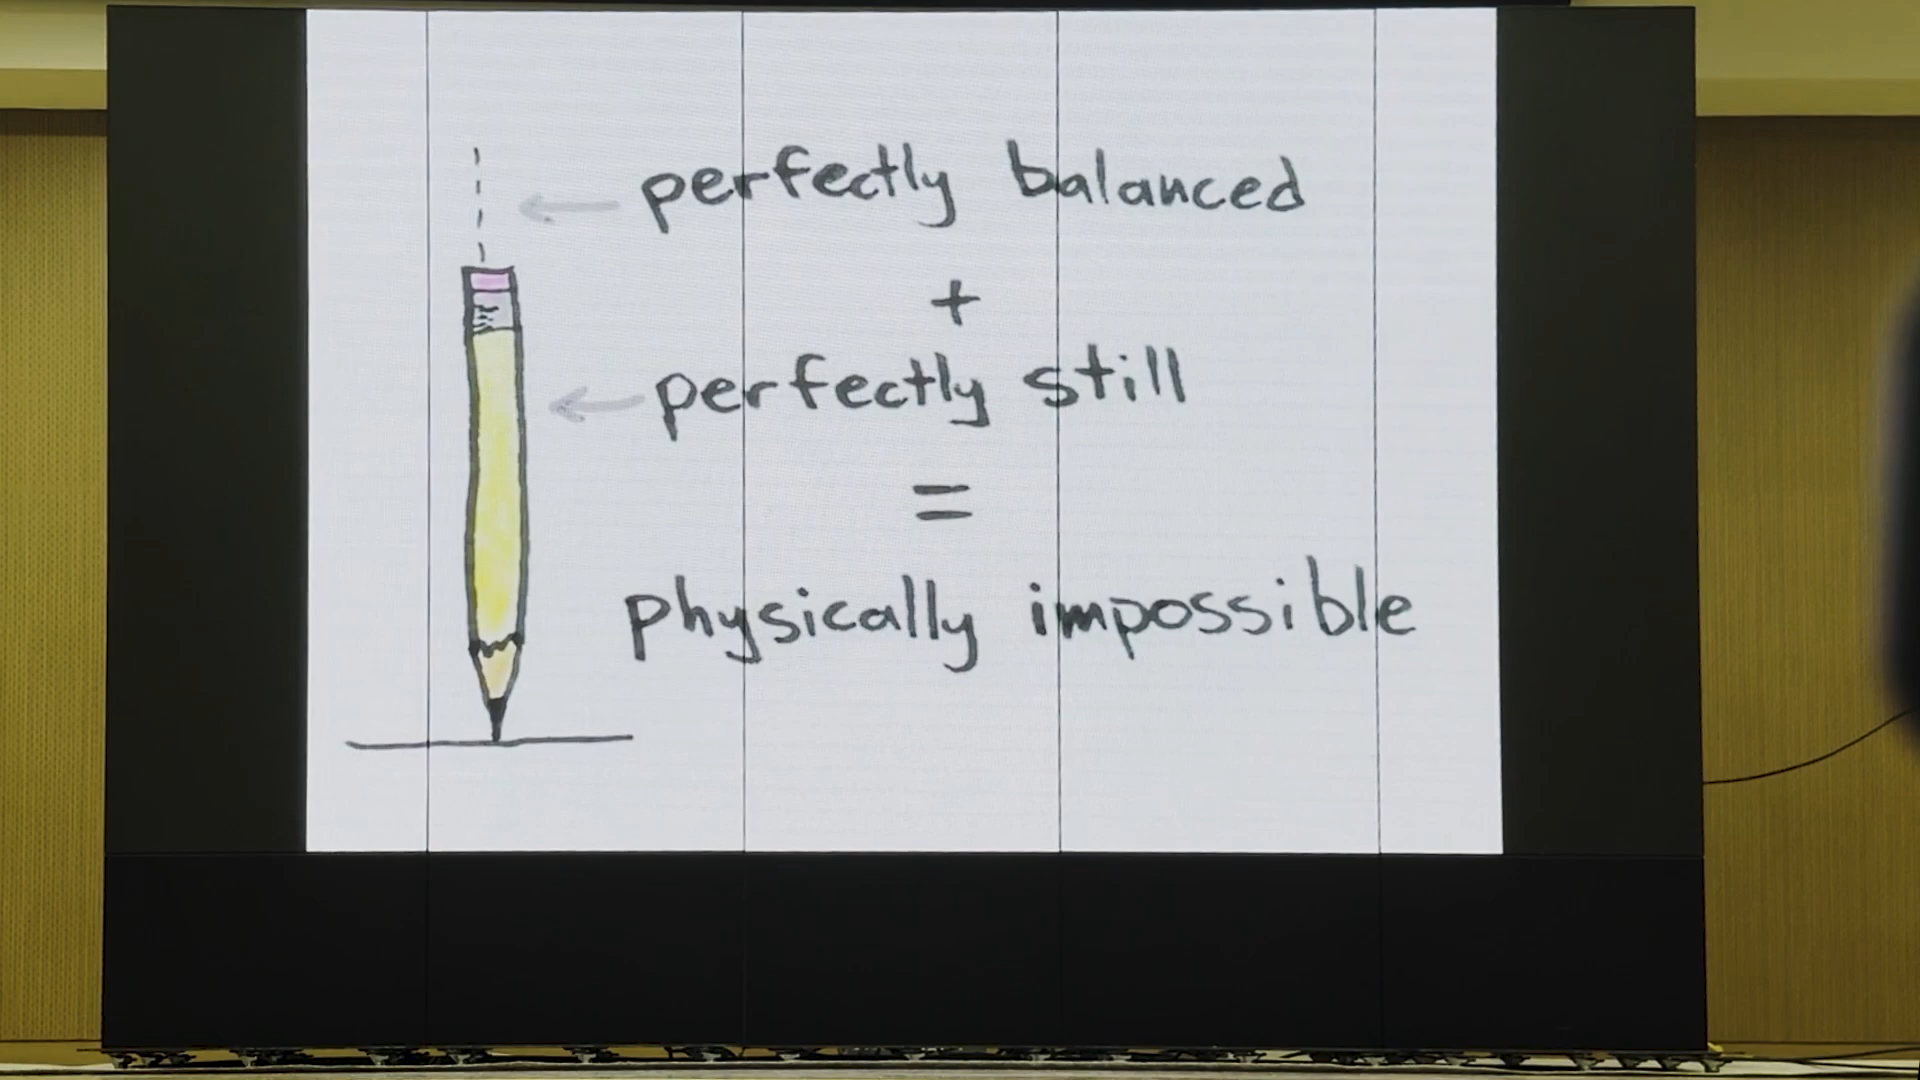 perfectly balanced
+
perfectly still
=
physically impossible